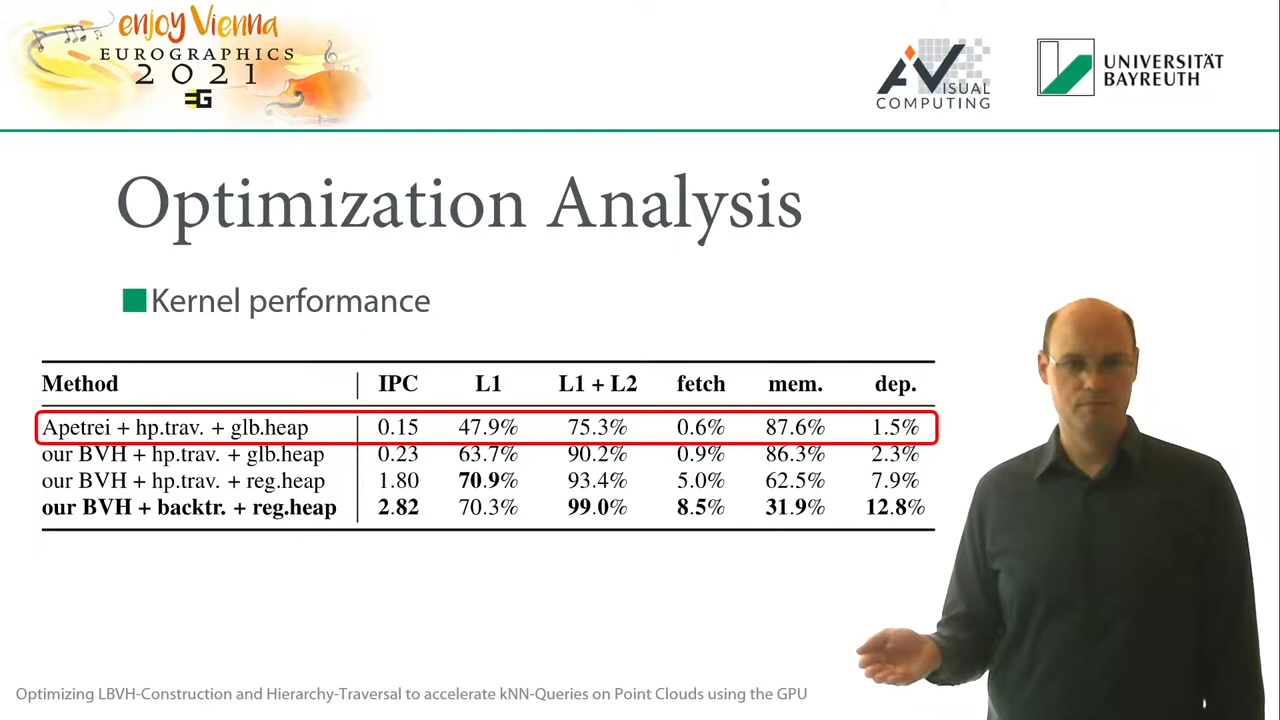 enjoy Vienna
EUROGRAPHICS
2021
EG
VISUAL
COMPUTING
UNIVERSITÄT
BAYREUTH
Optimization Analysis
Kernel performance
Method IPC L1 L1 + L2 fetch mem. dep.
Apetrei + hp.trav. + glb.heap 0.15 47.9% 75.3% 0.6% 87.6% 1.5%
our BVH + hp.trav. + glb.heap 0.23 63.7% 90.2% 0.9% 86.3% 2.3%
our BVH + hp.trav. + reg.heap 1.80 70.9% 93.4% 5.0% 62.5% 7.9%
our BVH + backtr. + reg.heap 2.82 70.3% 99.0% 8.5% 31.9% 12.8%
Optimizing LBVH-Construction and Hierarchy-Traversal to accelerate kNN-Queries on Point Clouds using the GPU